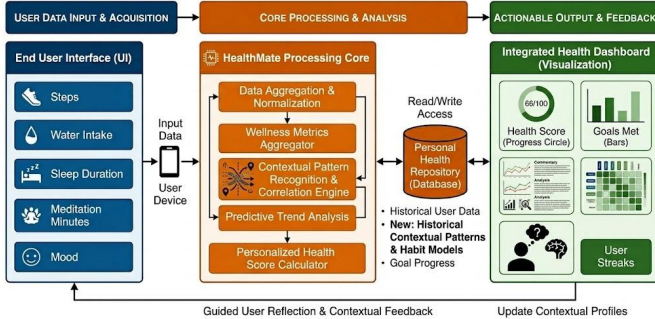 USER DATA INPUT & ACQUISITION
CORE PROCESSING & ANALYSIS
ACTIONABLE OUTPUT & FEEDBACK
End User Interface (UI)
Steps
Water Intake
Sleep Duration
Meditation
Minutes
Mood
Input
Data
User
Device
HealthMate Processing Core
Data Aggregation &
Normalization
Wellness Metrics
Aggregator
Contextual Pattern
Recognition &
Correlation Engine
Predictive Trend Analysis
Personalized Health
Score Calculator
Read/Write
Access
Personal
Health
Repository
(Database)
• Historical User Data
• New: Historical
Contextual Patterns
& Habit Models
• Goal Progress
Integrated Health Dashboard
(Visualization)
66/100
Health Score
(Progress Circle)
Goals Met
(Bars)
Commentary
Analysis
Analysis
User
Streaks
Guided User Reflection & Contextual Feedback
Update Contextual Profiles